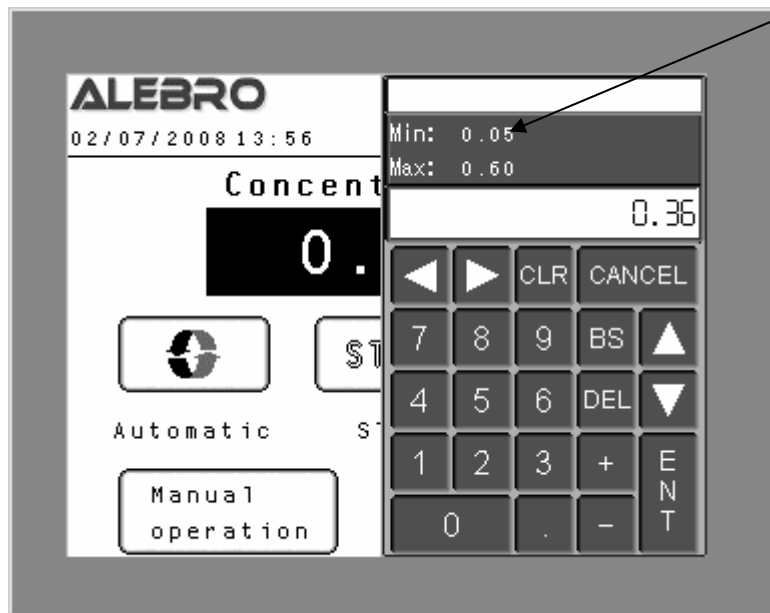 ALEBRO
02/07/2008 13:56
Concent
0.
ST
Automatic
S
Manual
operation
Min: 0.05
Max: 0.60
0.36
CLR CANCEL
7 8 9 BS
4 5 6 DEL
1 2 3 + ENT
0 . -